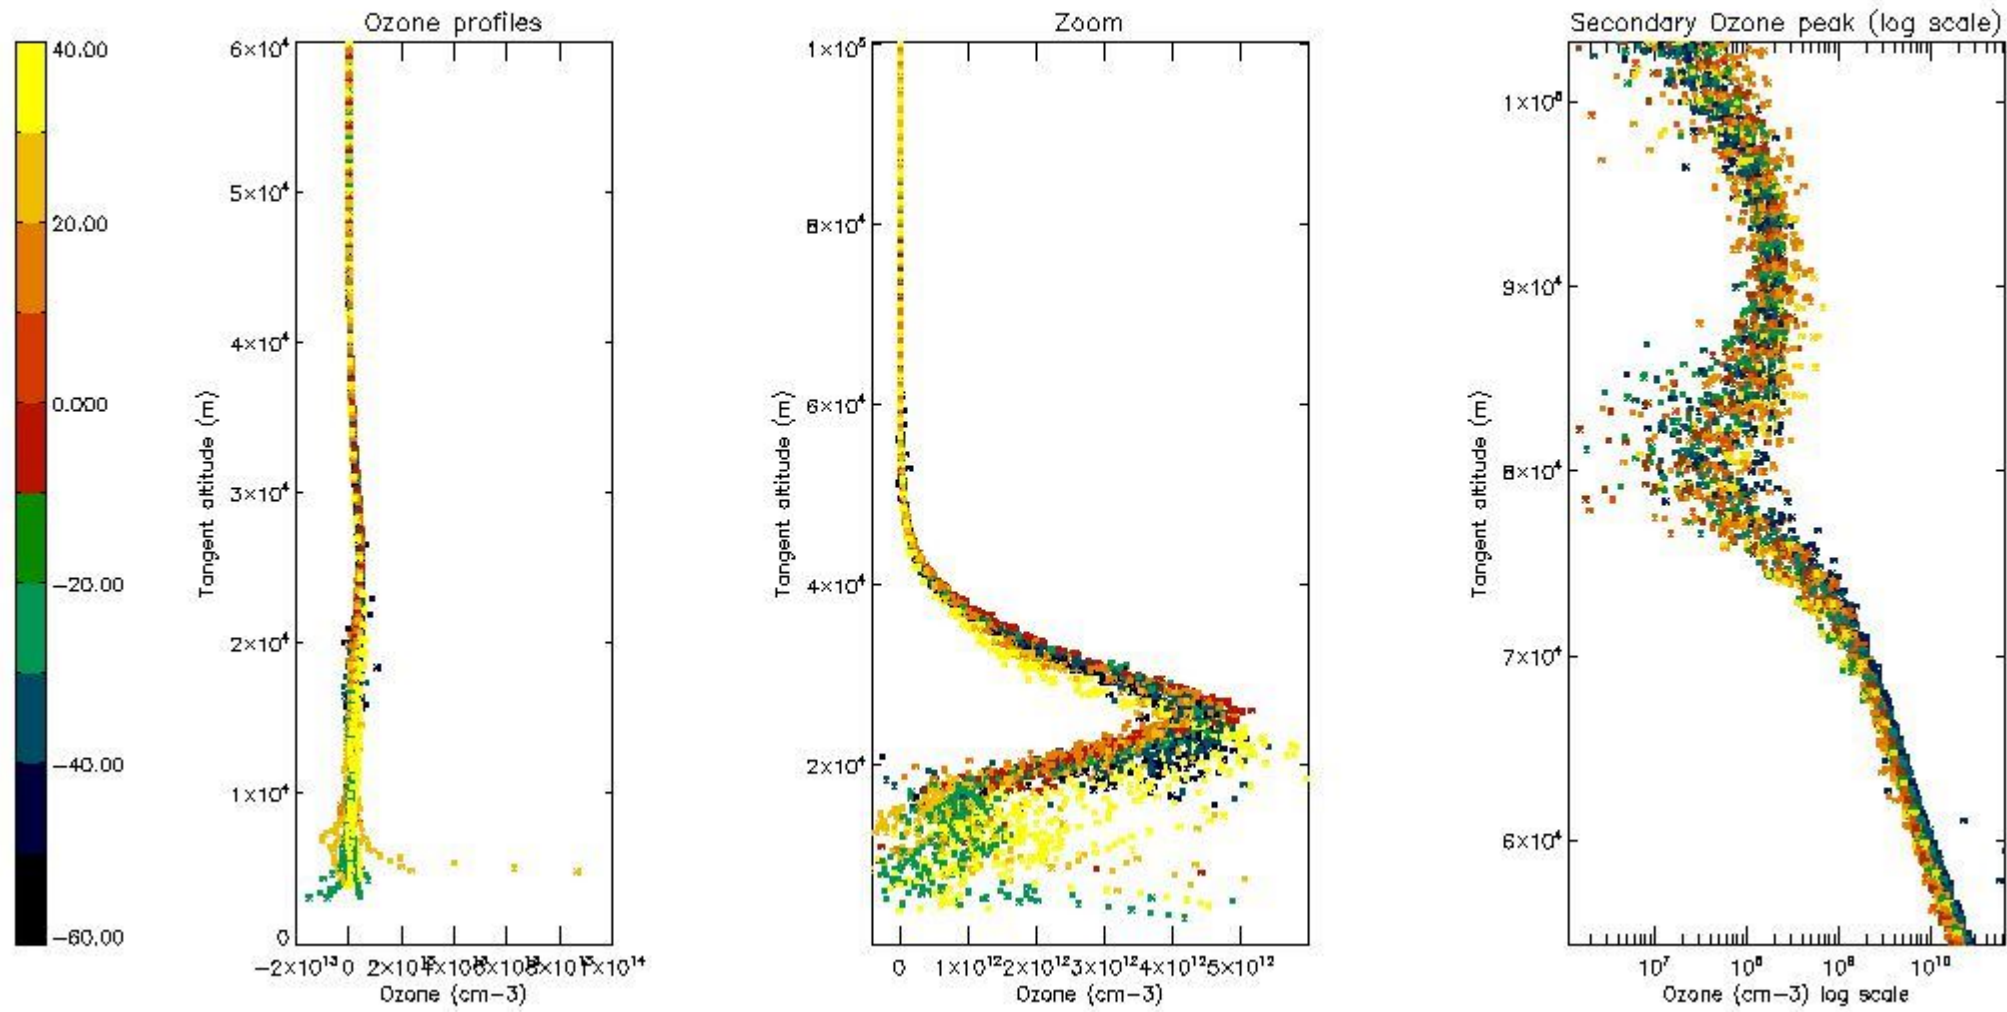 Ozone profiles
Zoom
Secondary Ozone peak (log scale)
40.00
20.00
0.000
−20.00
−40.00
−60.00
6×10⁴
5×10⁴
4×10⁴
3×10⁴
2×10⁴
1×10⁴
0
Tangent altitude (m)
−2×10¹³ 0
1×10¹⁴
Ozone (cm−3)
1×10⁵
8×10⁴
6×10⁴
4×10⁴
2×10⁴
Tangent altitude (m)
0 1×10¹² 2×10¹² 3×10¹² 4×10¹² 5×10¹²
Ozone (cm−3)
9×10⁴
8×10⁴
7×10⁴
6×10⁴
Tangent altitude (m)
10⁷ 10⁸ 10⁹ 10¹⁰
Ozone (cm−3) log scale